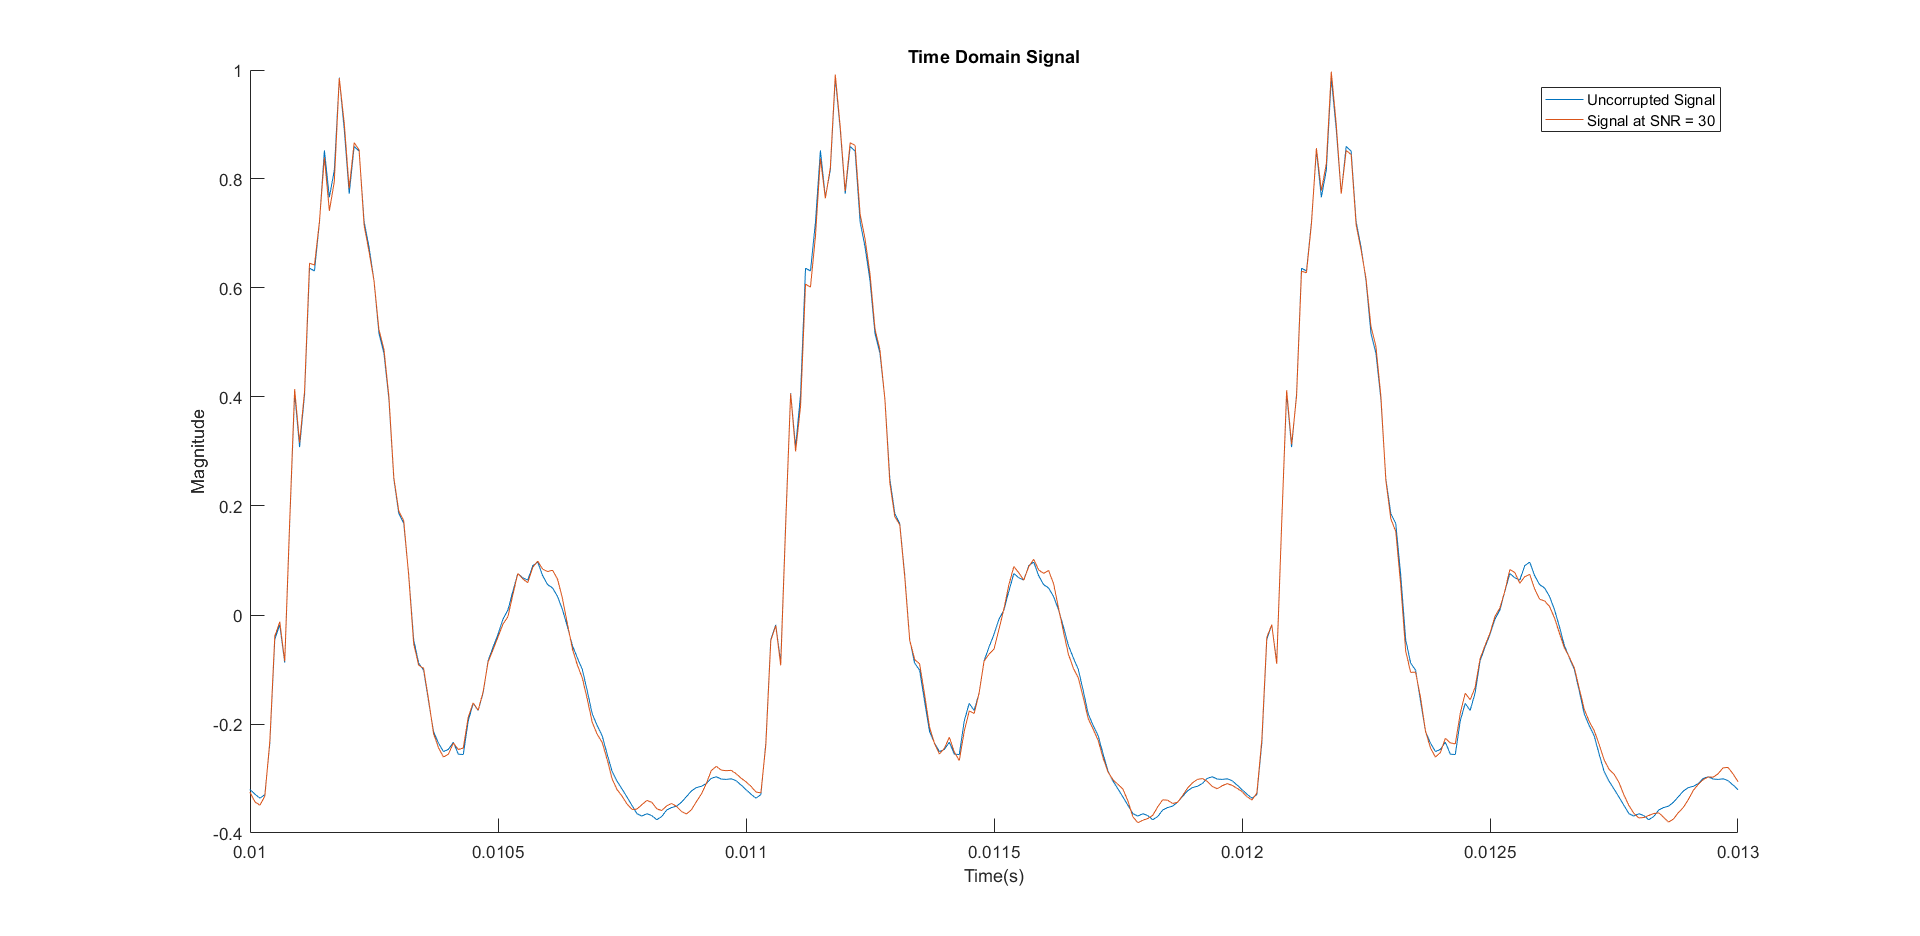 Time Domain Signal
Uncorrupted Signal
Signal at SNR = 30
Magnitude
1
0.8
0.6
0.4
0.2
0
-0.2
-0.4
0.01 0.0105 0.011 0.0115 0.012 0.0125 0.013
Time(s)